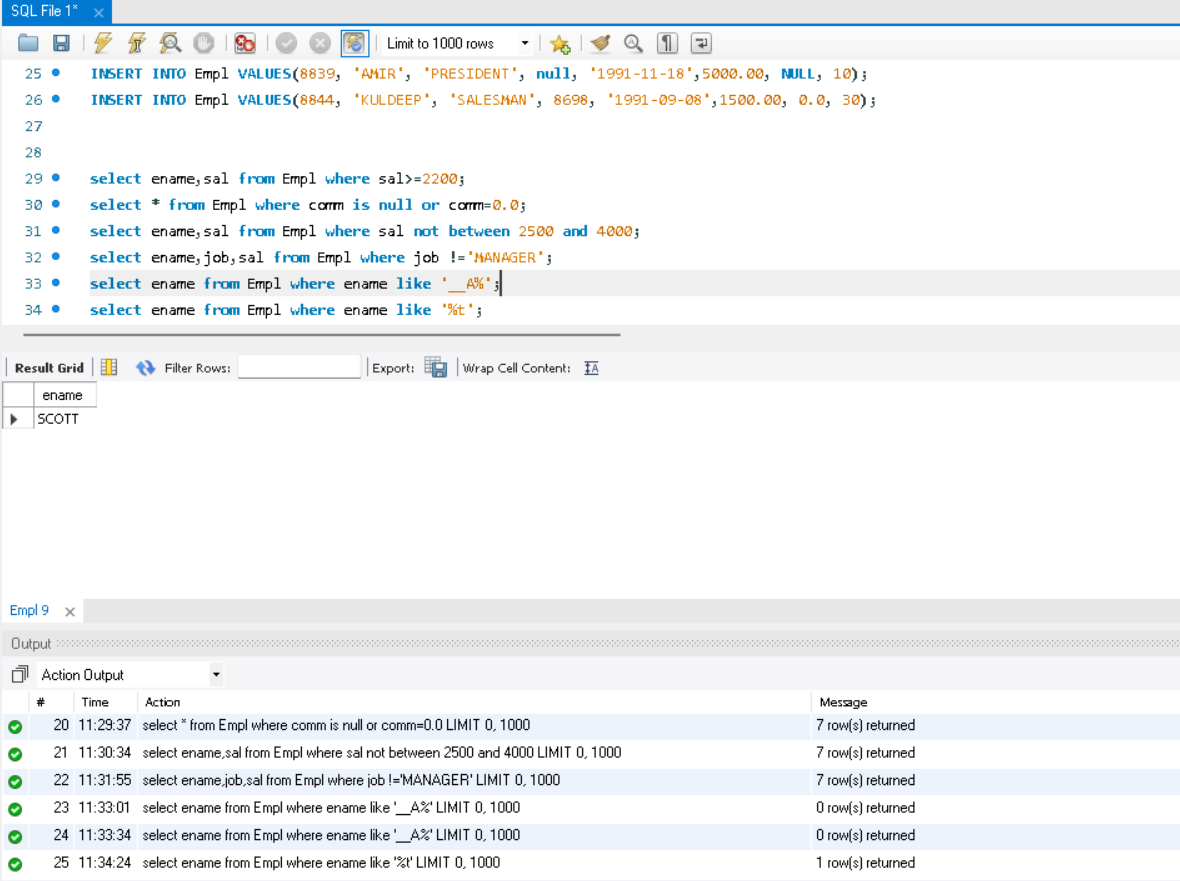 SQL File 1*
Limit to 1000 rows
25 INSERT INTO Empl VALUES(8839, 'AMIR', 'PRESIDENT', null, '1991-11-18',5000.00, NULL, 10);
26 INSERT INTO Empl VALUES(8844, 'KULDEEP', 'SALESMAN', 8698, '1991-09-08',1500.00, 0.0, 30);
27
28
29 select ename,sal from Empl where sal>=2200;
30 select * from Empl where comm is null or comm=0.0;
31 select ename,sal from Empl where sal not between 2500 and 4000;
32 select ename,job,sal from Empl where job !='MANAGER';
33 select ename from Empl where ename like '__A%';
34 select ename from Empl where ename like '%t';
Result Grid Filter Rows: Export: Wrap Cell Content: IA
ename
SCOTT
Empl 9
Output
Action Output
# Time Action Message
20 11:29:37 select * from Empl where comm is null or comm=0.0 LIMIT 0, 1000 7 row(s) returned
21 11:30:34 select ename,sal from Empl where sal not between 2500 and 4000 LIMIT 0, 1000 7 row(s) returned
22 11:31:55 select ename,job,sal from Empl where job !='MANAGER' LIMIT 0, 1000 7 row(s) returned
23 11:33:01 select ename from Empl where ename like '__A%' LIMIT 0, 1000 0 row(s) returned
24 11:33:34 select ename from Empl where ename like '__A%' LIMIT 0, 1000 0 row(s) returned
25 11:34:24 select ename from Empl where ename like '%t' LIMIT 0, 1000 1 row(s) returned